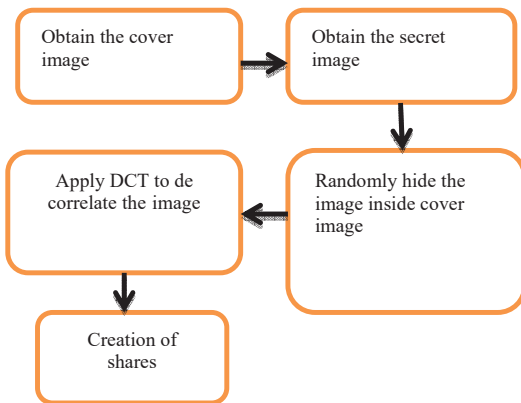 Obtain the cover
image
Obtain the secret
image
Randomly hide the
image inside cover
image
Apply DCT to de
correlate the image
Creation of
shares